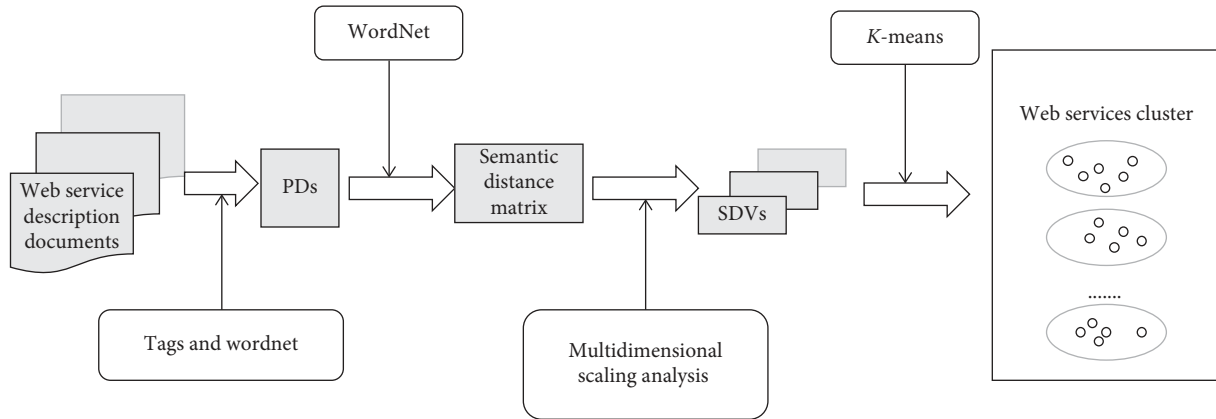 WordNet
K-means
Web services cluster
Web service
description
documents
PDs
Semantic
distance
matrix
SDVs
.......
Tags and wordnet
Multidimensional
scaling analysis